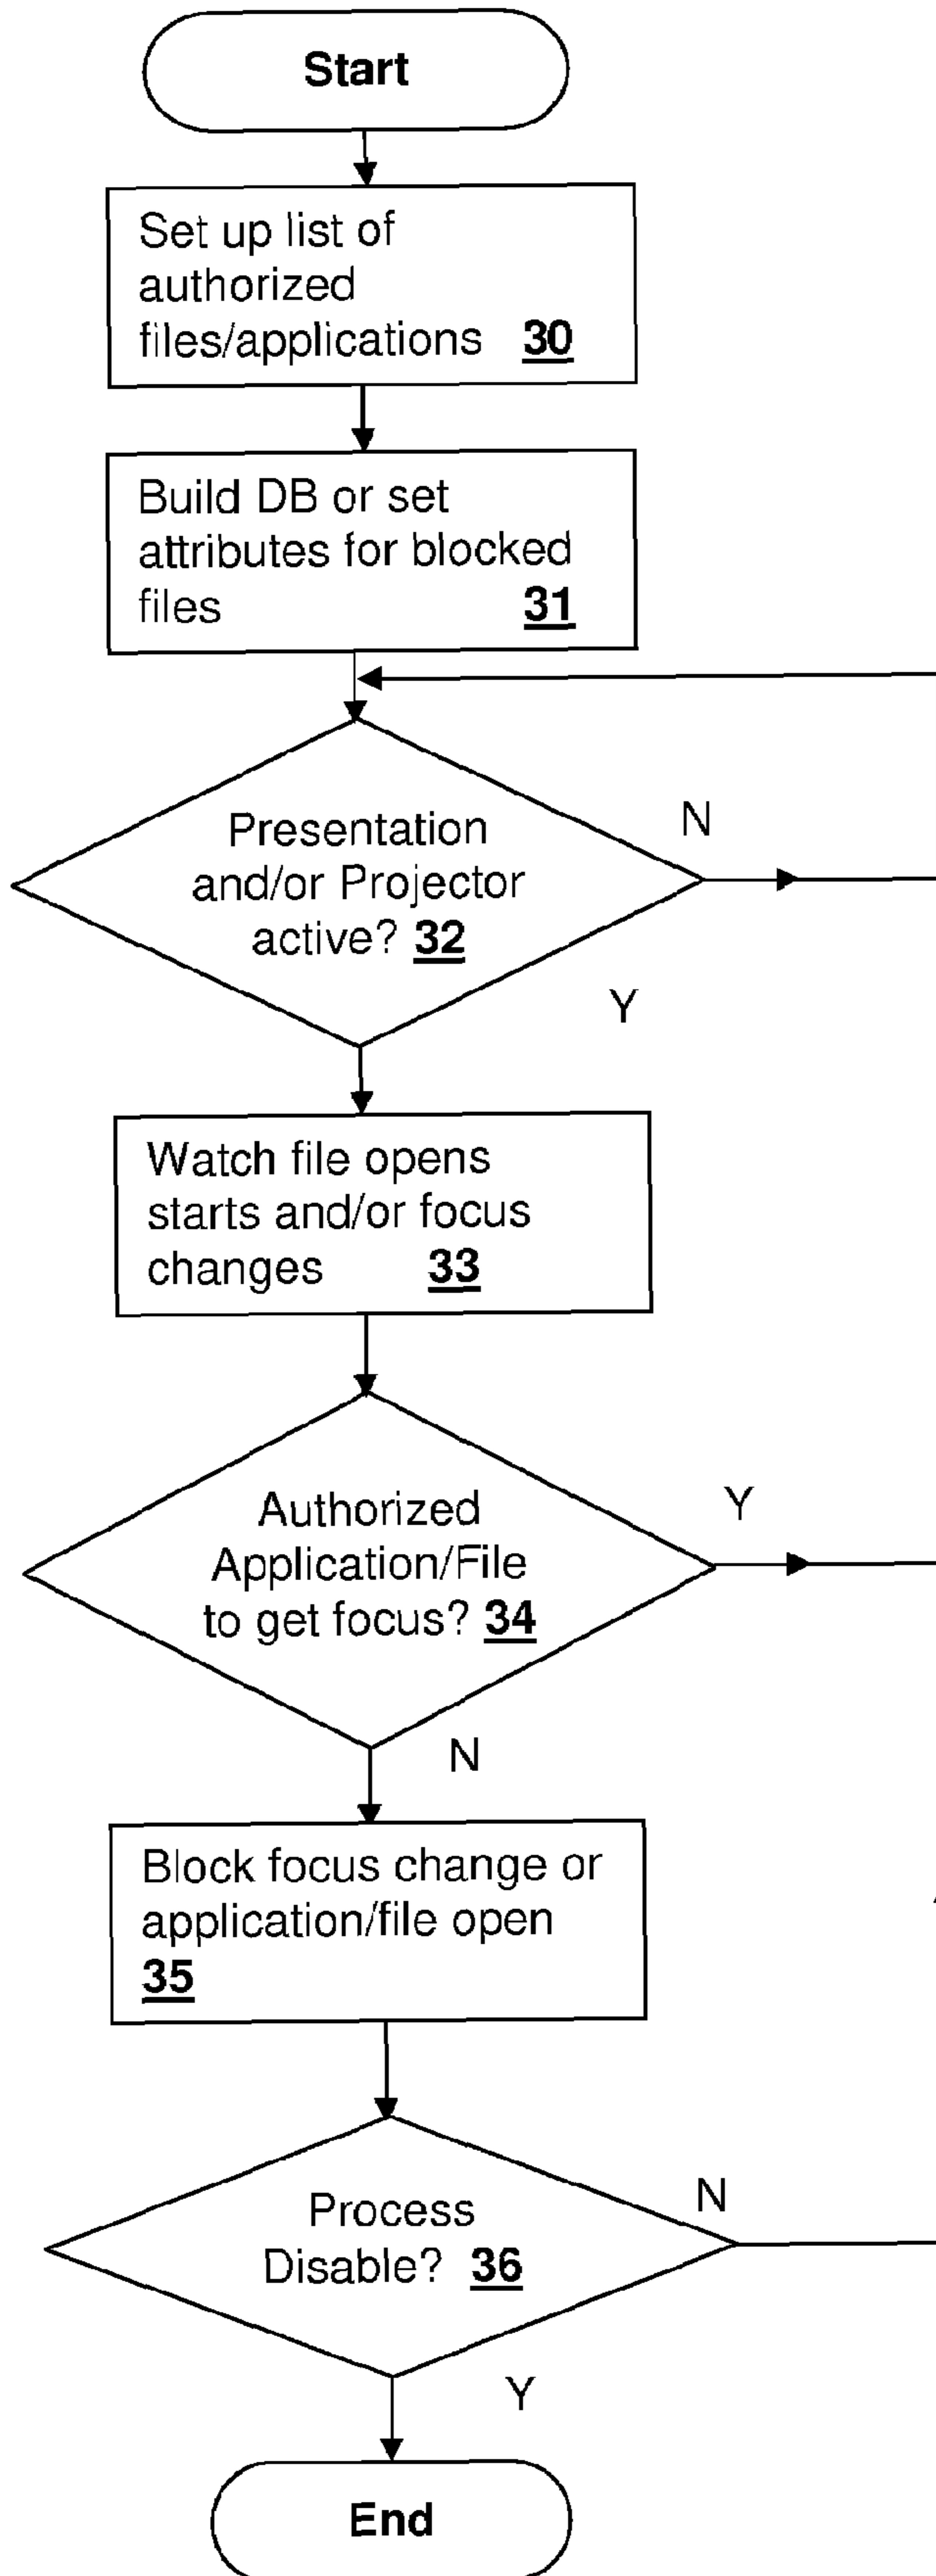 Start
Set up list of
authorized
files/applications 30
Build DB or set
attributes for blocked
files 31
Presentation
and/or Projector
active? 32
N
Y
Watch file opens
starts and/or focus
changes 33
Authorized
Application/File
to get focus? 34
Y
N
Block focus change or
application/file open
35
Process
Disable? 36
N
Y
End